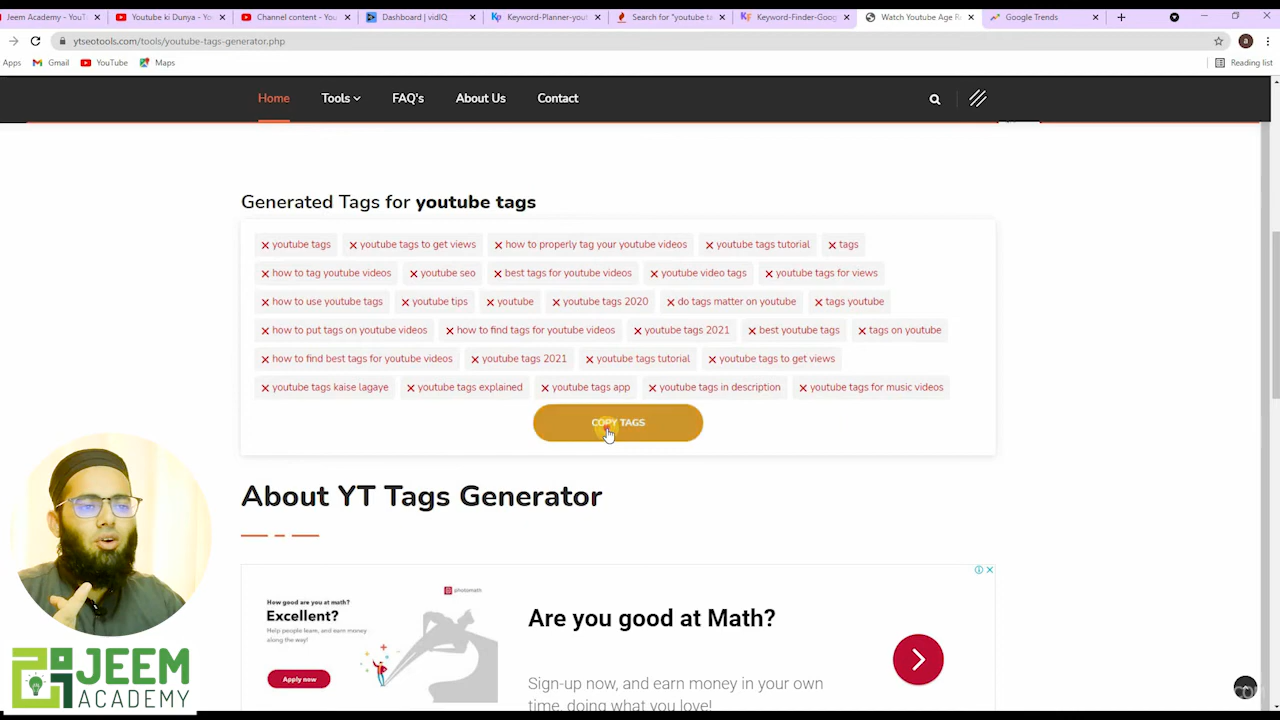 Jeem Academy - YouT
Youtube ki Dunya - Yo
Channel content - You
Dashboard | vidIQ
Keyword-Planner-yout
Search for "youtube ta
Keyword-Finder-Goog
Watch Youtube Age Re
Google Trends
ytseotools.com/tools/youtube-tags-generator.php
Apps
Gmail
YouTube
Maps
Reading list
Home
Tools
FAQ's
About Us
Contact
Generated Tags for youtube tags
youtube tags youtube tags to get views how to properly tag your youtube videos youtube tags tutorial tags
how to tag youtube videos youtube seo best tags for youtube videos youtube video tags youtube tags for views
how to use youtube tags youtube tips youtube youtube tags 2020 do tags matter on youtube tags youtube
how to put tags on youtube videos how to find tags for youtube videos youtube tags 2021 best youtube tags tags on youtube
how to find best tags for youtube videos youtube tags 2021 youtube tags tutorial youtube tags to get views
youtube tags kaise lagaye youtube tags explained youtube tags app youtube tags in description youtube tags for music videos
COPY TAGS
About YT Tags Generator
photomath
How good are you at math?
Excellent?
Help people learn, and earn money
along the way!
Apply now
Are you good at Math?
Sign-up now, and earn money in your own
time, doing what you love!
JEEM
ACADEMY